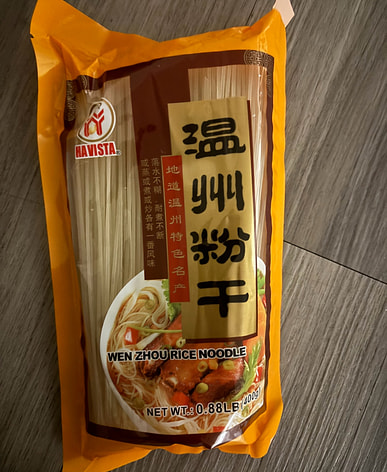 HAVISTA
温州粉干
地道温州特色名产
落水不糊.耐煮不断
或蒸或煮或炒各有一番风味
WEN ZHOU RICE NOODLE
NET WT.: 0.88LB(400g)